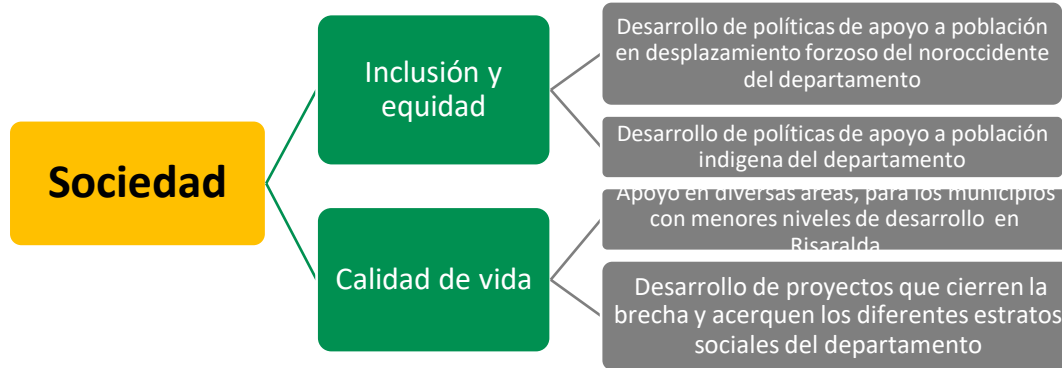 Sociedad
Inclusión y
equidad
Calidad de vida
Desarrollo de políticas de apoyo a población
en desplazamiento forzoso del noroccidente
del departamento
Desarrollo de políticas de apoyo a población
indigena del departamento
Apoyo en diversas áreas, para los municipios
con menores niveles de desarrollo en
Risaralda
Desarrollo de proyectos que cierren la
brecha y acerquen los diferentes estratos
sociales del departamento